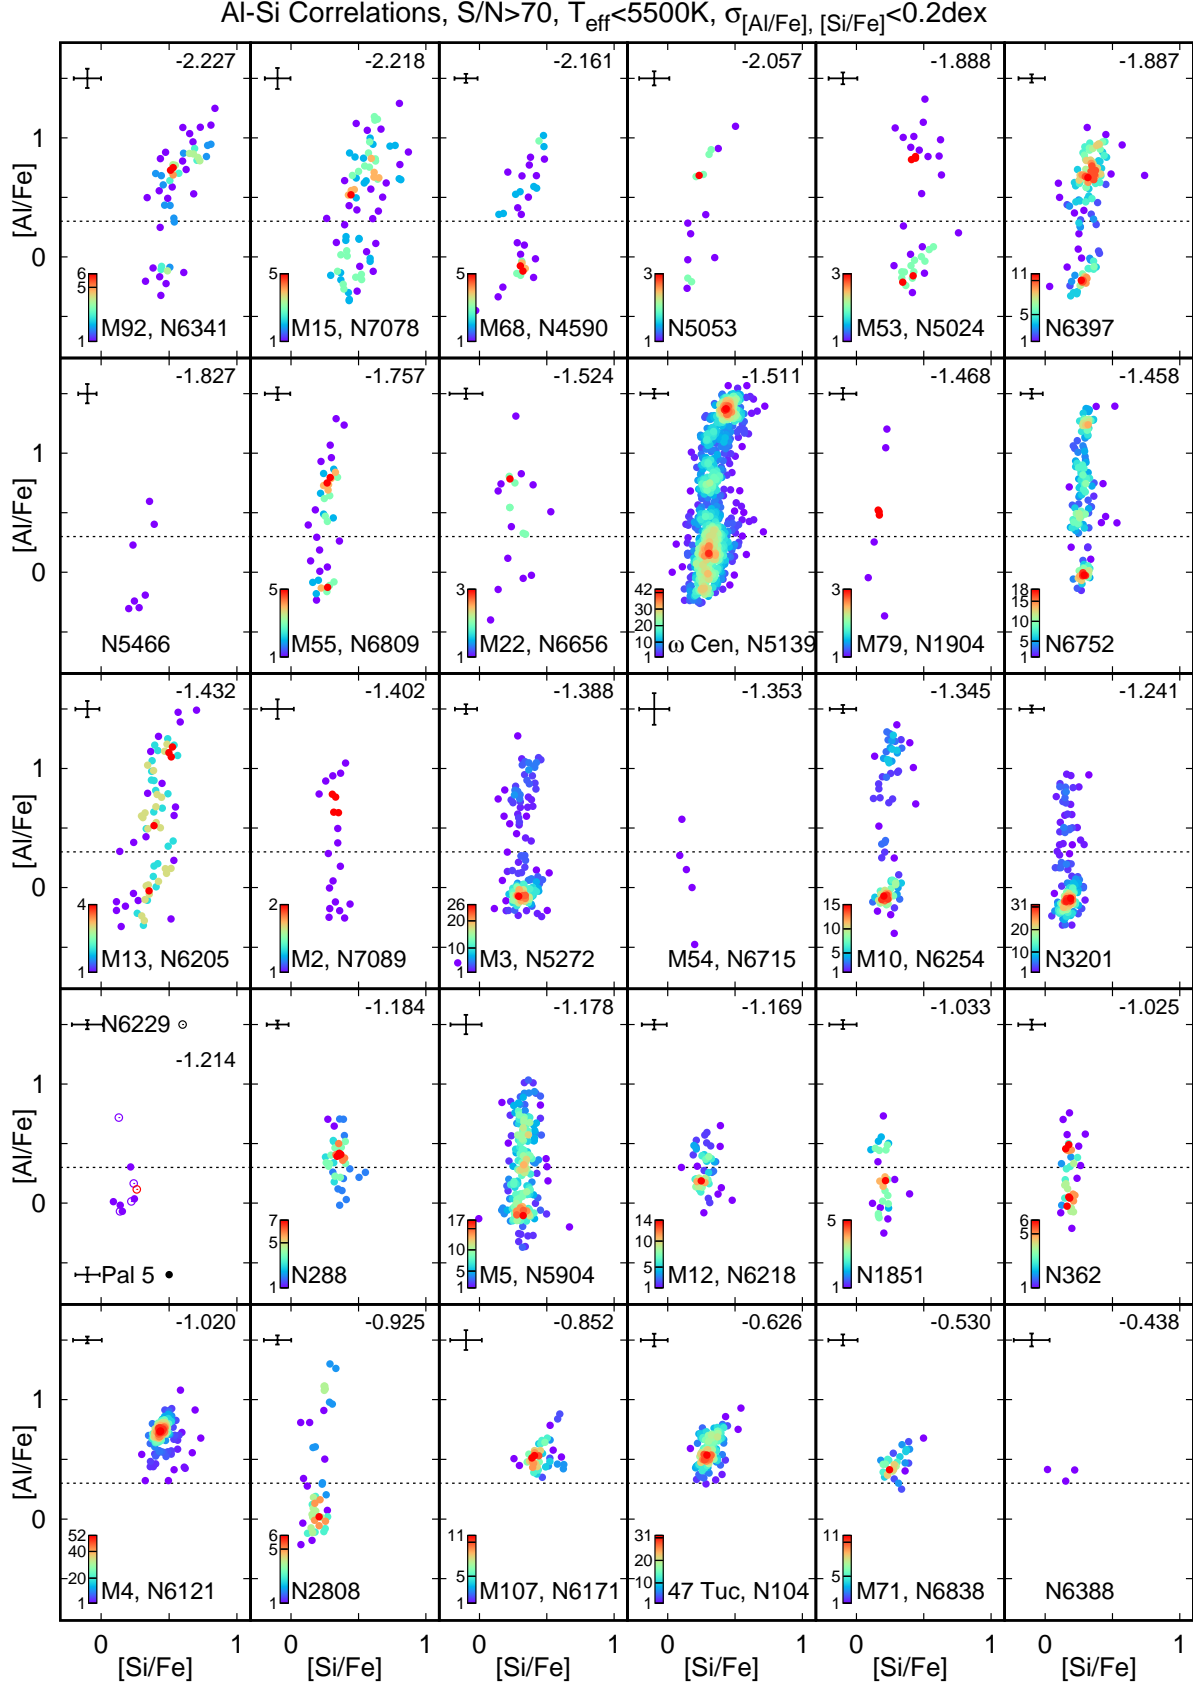 Al-Si Correlations, S/N>70, T_eff<5500K, σ_[Al/Fe], [Si/Fe]<0.2dex
-2.227 -2.218 -2.161 -2.057 -1.888 -1.887
[Al/Fe]
1
0
6 5 1 M92, N6341
5 1 M15, N7078
5 1 M68, N4590
3 1 N5053
3 1 M53, N5024
11 5 1 N6397
-1.827 -1.757 -1.524 -1.511 -1.468 -1.458
[Al/Fe]
1
0
N5466
5 1 M55, N6809
3 1 M22, N6656
42 30 20 10 1 ω Cen, N5139
3 1 M79, N1904
18 15 10 5 1 N6752
-1.432 -1.402 -1.388 -1.353 -1.345 -1.241
[Al/Fe]
1
0
4 1 M13, N6205
2 1 M2, N7089
26 20 10 1 M3, N5272
M54, N6715
15 10 5 1 M10, N6254
31 20 10 1 N3201
N6229
-1.214 -1.184 -1.178 -1.169 -1.033 -1.025
[Al/Fe]
1
0
Pal 5
7 5 1 N288
17 10 5 1 M5, N5904
14 10 5 1 M12, N6218
5 1 N1851
6 5 1 N362
-1.020 -0.925 -0.852 -0.626 -0.530 -0.438
[Al/Fe]
1
0
52 40 20 1 M4, N6121
6 5 1 N2808
11 5 1 M107, N6171
31 20 10 1 47 Tuc, N104
11 5 1 M71, N6838
N6388
0 1 0 1 0 1 0 1 0 1 0 1
[Si/Fe] [Si/Fe] [Si/Fe] [Si/Fe] [Si/Fe] [Si/Fe]